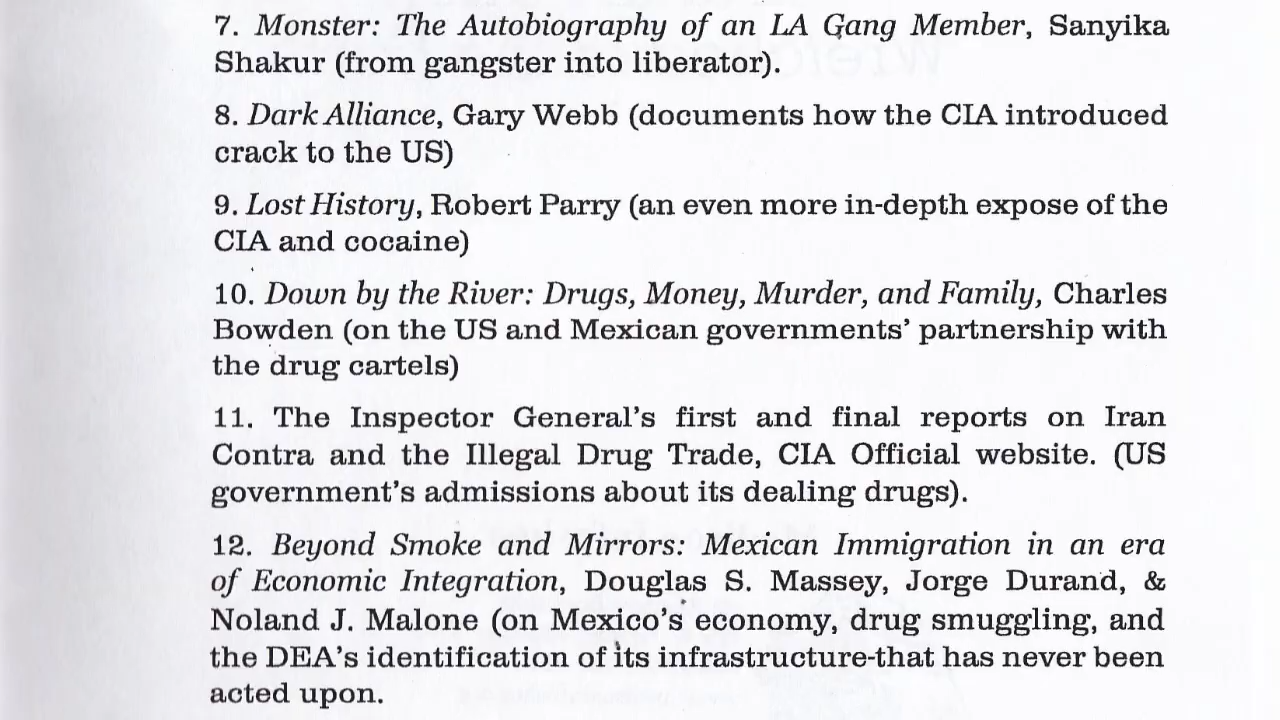 7. Monster: The Autobiography of an LA Gang Member, Sanyika
Shakur (from gangster into liberator).
8. Dark Alliance, Gary Webb (documents how the CIA introduced
crack to the US)
9. Lost History, Robert Parry (an even more in-depth expose of the
CIA and cocaine)
10. Down by the River: Drugs, Money, Murder, and Family, Charles
Bowden (on the US and Mexican governments’ partnership with
the drug cartels)
11. The Inspector General’s first and final reports on Iran
Contra and the Illegal Drug Trade, CIA Official website. (US
government’s admissions about its dealing drugs).
12. Beyond Smoke and Mirrors: Mexican Immigration in an era
of Economic Integration, Douglas S. Massey, Jorge Durand, &
Noland J. Malone (on Mexico’s economy, drug smuggling, and
the DEA’s identification of its infrastructure-that has never been
acted upon.